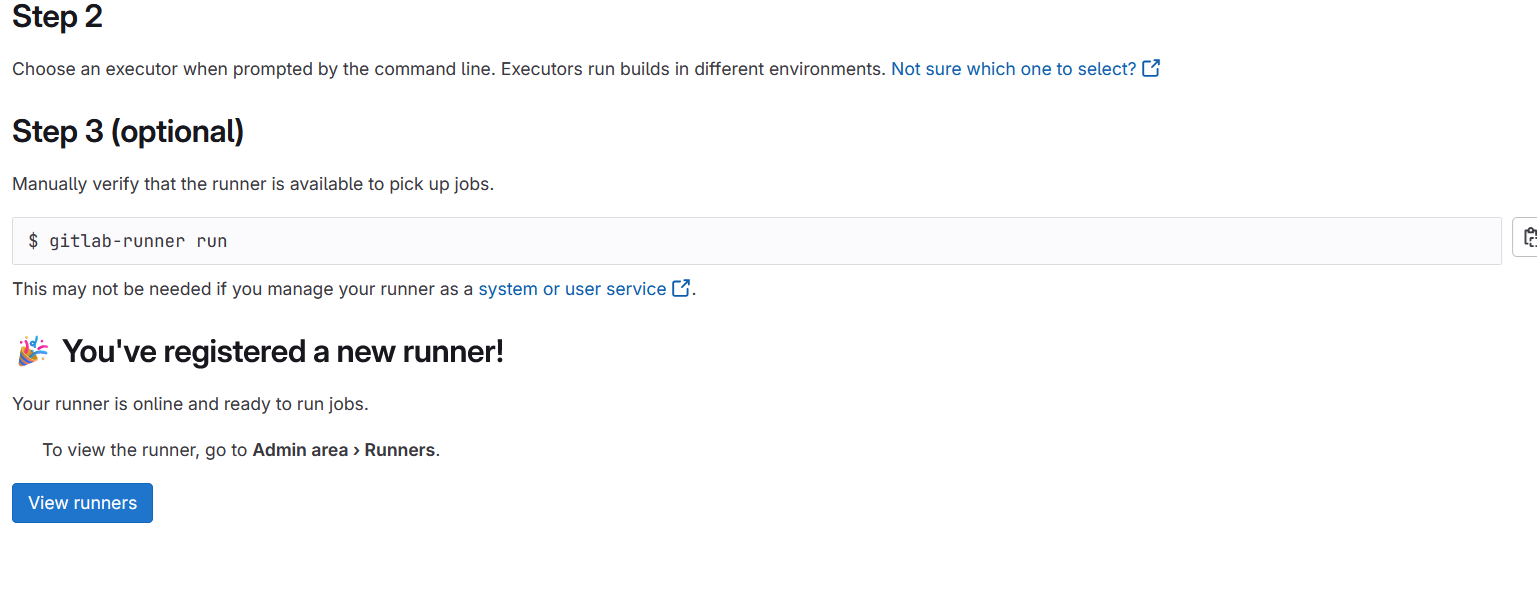 Step 2
Choose an executor when prompted by the command line. Executors run builds in different environments. Not sure which one to select?
Step 3 (optional)
Manually verify that the runner is available to pick up jobs.
$ gitlab-runner run
This may not be needed if you manage your runner as a system or user service.
🎉 You've registered a new runner!
Your runner is online and ready to run jobs.
To view the runner, go to Admin area › Runners.
View runners